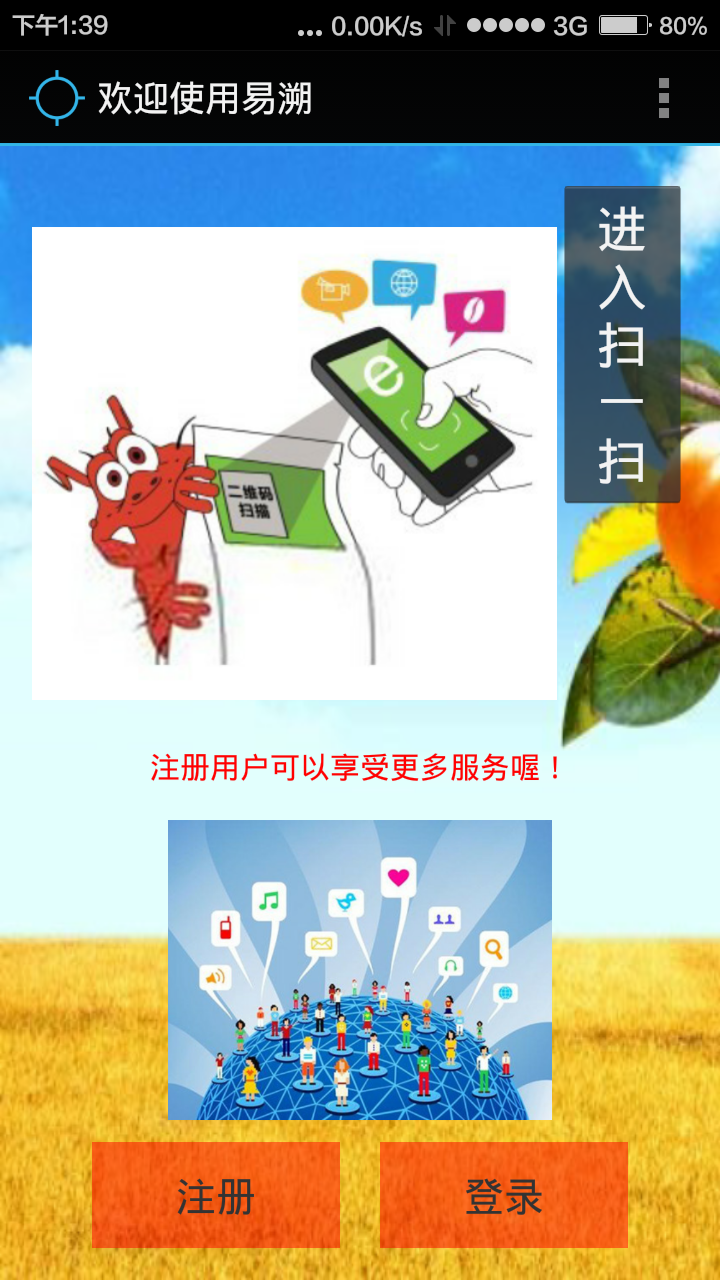 下午1:39
... 0.00K/s 3G 80%
欢迎使用易溯
进入扫一扫
e
二维码
扫描
注册用户可以享受更多服务喔！
注册
登录